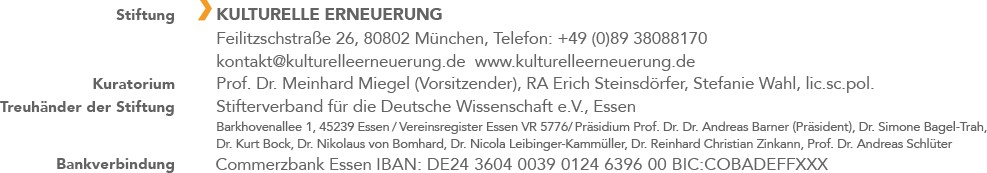 Stiftung KULTURELLE ERNEUERUNG
Feilitzschstraße 26, 80802 München, Telefon: +49 (0)89 38088170
kontakt@kulturelleerneuerung.de www.kulturelleerneuerung.de
Kuratorium Prof. Dr. Meinhard Miegel (Vorsitzender), RA Erich Steinsdörfer, Stefanie Wahl, lic.sc.pol.
Treuhänder der Stiftung Stifterverband für die Deutsche Wissenschaft e.V., Essen
Barkhovenallee 1, 45239 Essen / Vereinsregister Essen VR 5776/ Präsidium Prof. Dr. Dr. Andreas Barner (Präsident), Dr. Simone Bagel-Trah,
Dr. Kurt Bock, Dr. Nikolaus von Bomhard, Dr. Nicola Leibinger-Kammüller, Dr. Reinhard Christian Zinkann, Prof. Dr. Andreas Schlüter
Bankverbindung Commerzbank Essen IBAN: DE24 3604 0039 0124 6396 00 BIC:COBADEFFXXX